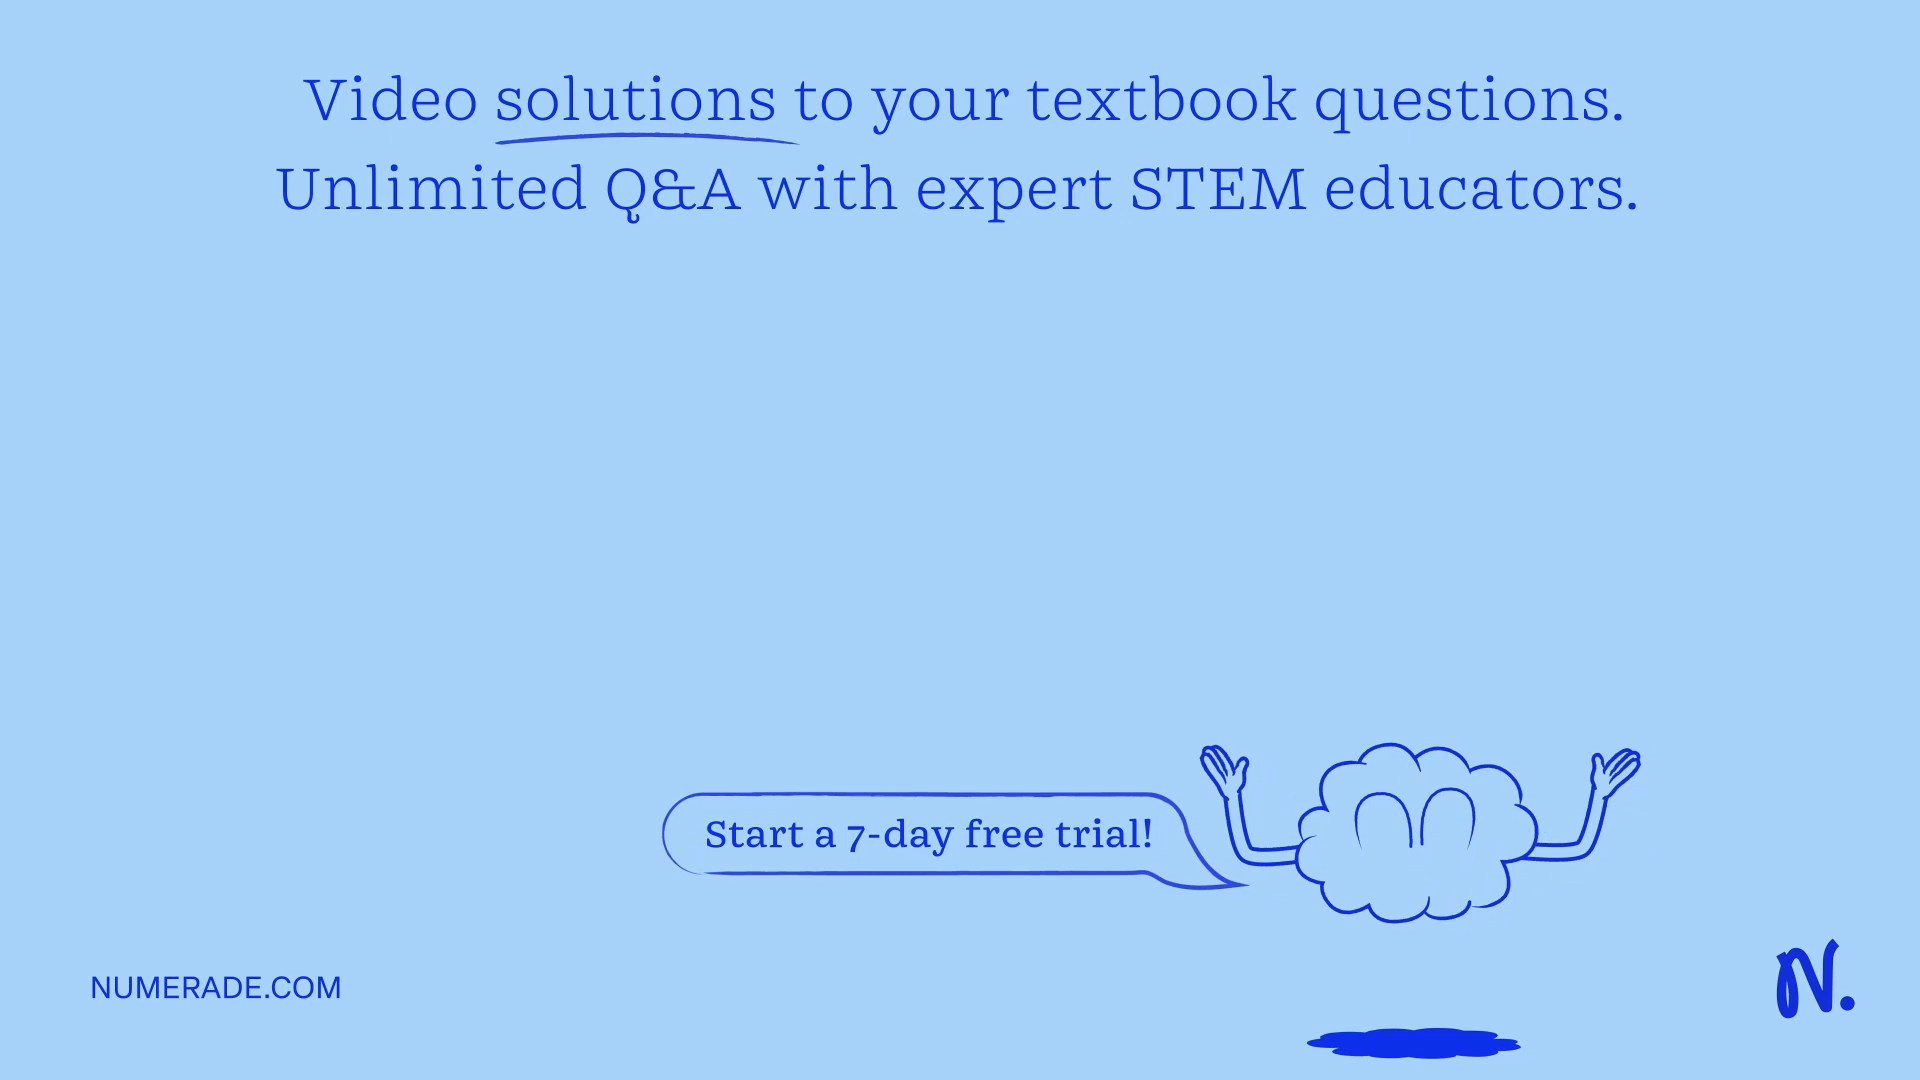 Video solutions to your textbook questions.
Unlimited Q&A with expert STEM educators.
Start a 7-day free trial!
NUMERADE.COM
N.